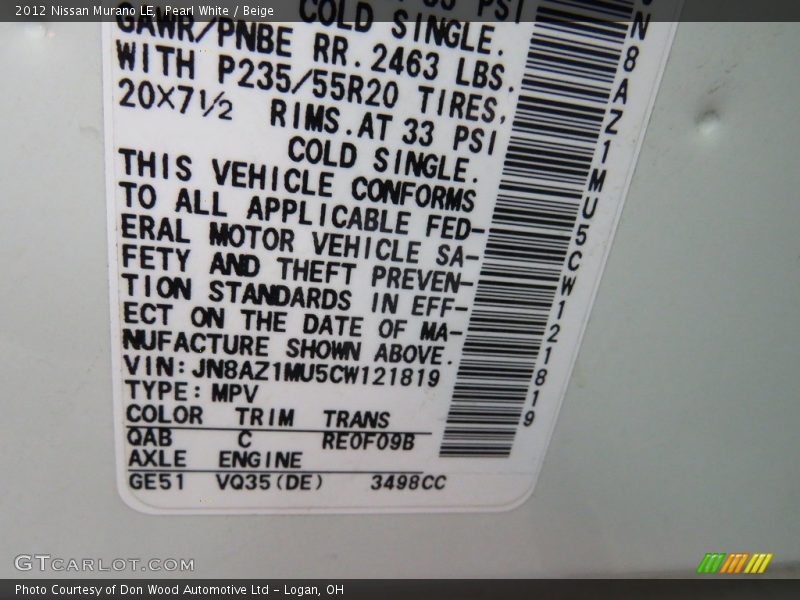 2012 Nissan Murano LE , Pearl White / Beige
PSI
COLD SINGLE.
GAWR/PNBE RR. 2463 LBS.
WITH P235/55R20 TIRES,
20X7½ RIMS. AT 33 PSI
COLD SINGLE.
THIS VEHICLE CONFORMS
TO ALL APPLICABLE FED-
ERAL MOTOR VEHICLE SA-
FETY AND THEFT PREVEN-
TION STANDARDS IN EFF-
ECT ON THE DATE OF MA-
NUFACTURE SHOWN ABOVE.
VIN: JN8AZ1MU5CW121819
TYPE: MPV
COLOR TRIM TRANS
QAB C RE0F09B
AXLE ENGINE
GE51 VQ35(DE) 3498CC
N8AZ1MU5CW121819
GTCARLOT.COM
Photo Courtesy of Don Wood Automotive Ltd - Logan, OH